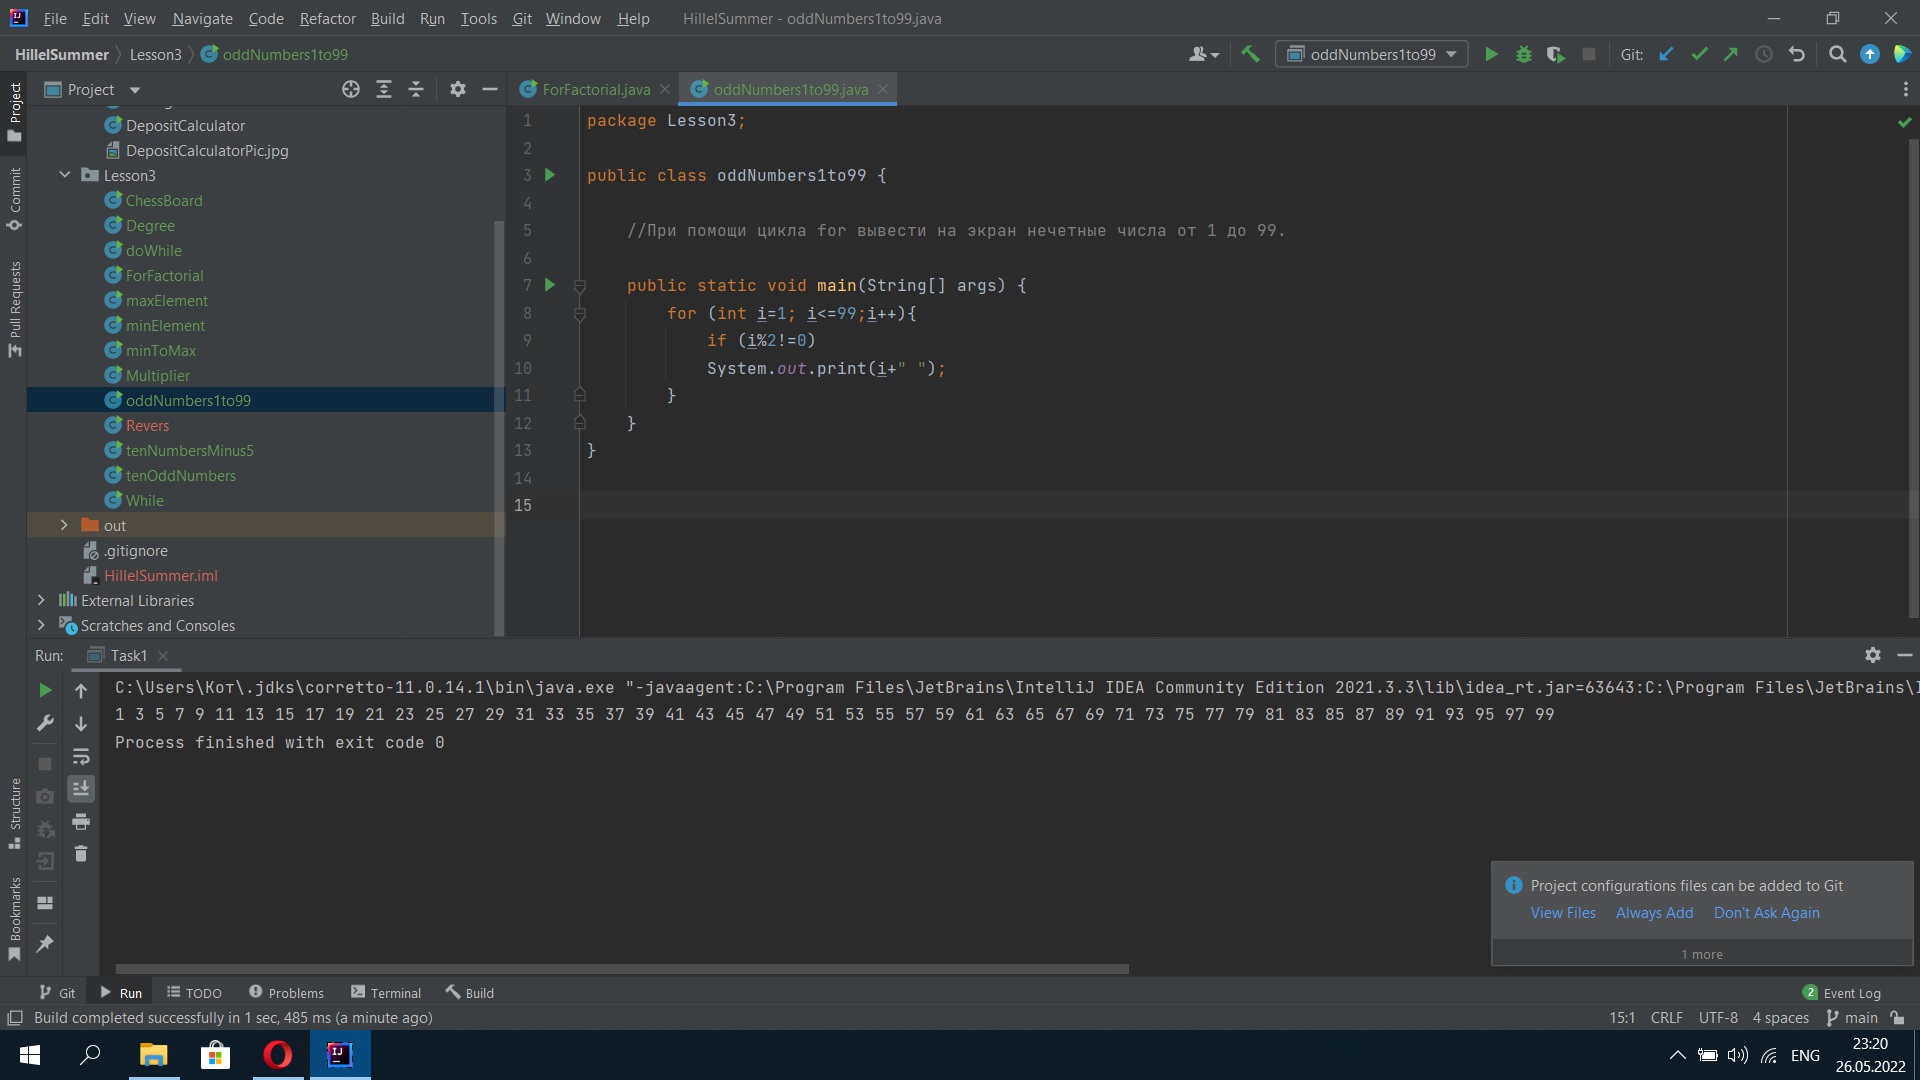 File Edit View Navigate Code Refactor Build Run Tools Git Window Help HillelSummer - oddNumbers1to99.java
HillelSummer Lesson3 oddNumbers1to99 oddNumbers1to99 Git:
Project ForFactorial.java oddNumbers1to99.java
Project
Commit
Pull Requests
DepositCalculator
DepositCalculatorPic.jpg
Lesson3
ChessBoard
Degree
doWhile
ForFactorial
maxElement
minElement
minToMax
Multiplier
oddNumbers1to99
Revers
tenNumbersMinus5
tenOddNumbers
While
out
.gitignore
HillelSummer.iml
External Libraries
Scratches and Consoles
1 package Lesson3;
2
3 public class oddNumbers1to99 {
4
5 //При помощи цикла for вывести на экран нечетные числа от 1 до 99.
6
7 public static void main(String[] args) {
8 for (int i=1; i<=99;i++){
9 if (i%2!=0)
10 System.out.print(i+" ");
11 }
12 }
13 }
14
15
Run: Task1
C:\Users\Кот\.jdks\corretto-11.0.14.1\bin\java.exe "-javaagent:C:\Program Files\JetBrains\IntelliJ IDEA Community Edition 2021.3.3\lib\idea_rt.jar=63643:C:\Program Files\JetBrains\I
1 3 5 7 9 11 13 15 17 19 21 23 25 27 29 31 33 35 37 39 41 43 45 47 49 51 53 55 57 59 61 63 65 67 69 71 73 75 77 79 81 83 85 87 89 91 93 95 97 99
Process finished with exit code 0
Structure
Bookmarks
Project configurations files can be added to Git
View Files Always Add Don't Ask Again
1 more
Git Run TODO Problems Terminal Build 2 Event Log
Build completed successfully in 1 sec, 485 ms (a minute ago) 15:1 CRLF UTF-8 4 spaces main
ENG
23:20
26.05.2022